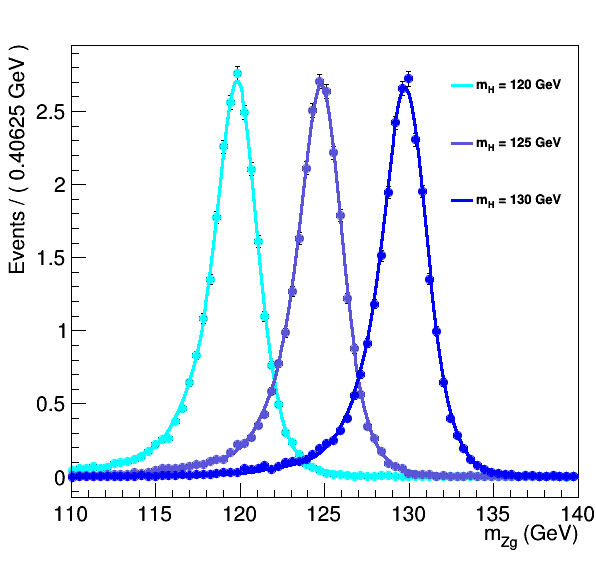 Events / ( 0.40625 GeV )
2.5
2
1.5
1
0.5
0
m_H = 120 GeV
m_H = 125 GeV
m_H = 130 GeV
110 115 120 125 130 135 140
m_Zg (GeV)